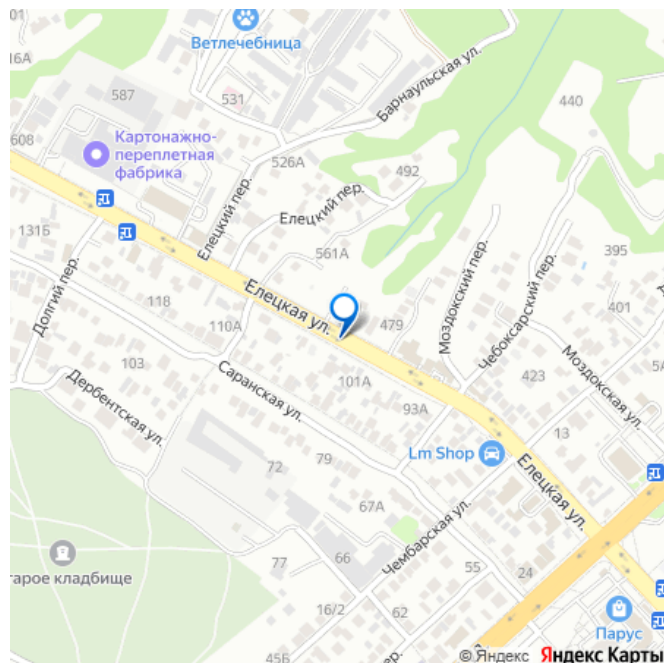 16А
Ветлечебница
587
531
Барнаульская ул.
440
608
Картонажно-
переплетная
фабрика
526А
492
Елецкий пер.
Елецкий пер.
131Б
561А
Моздокский пер.
395
Долгий пер.
118
Елецкая ул.
479
Чебоксарский пер.
401
110А
Моздокская ул.
5А
103
Саранская ул.
101А
423
Дербентская ул.
93А
13
Lm Shop
Елецкая ул.
79
72
67А
Чембарская ул.
тарое кладбище
77
66
55
24
16/2
62
Парус
45Б
© Яндекс Яндекс Карты